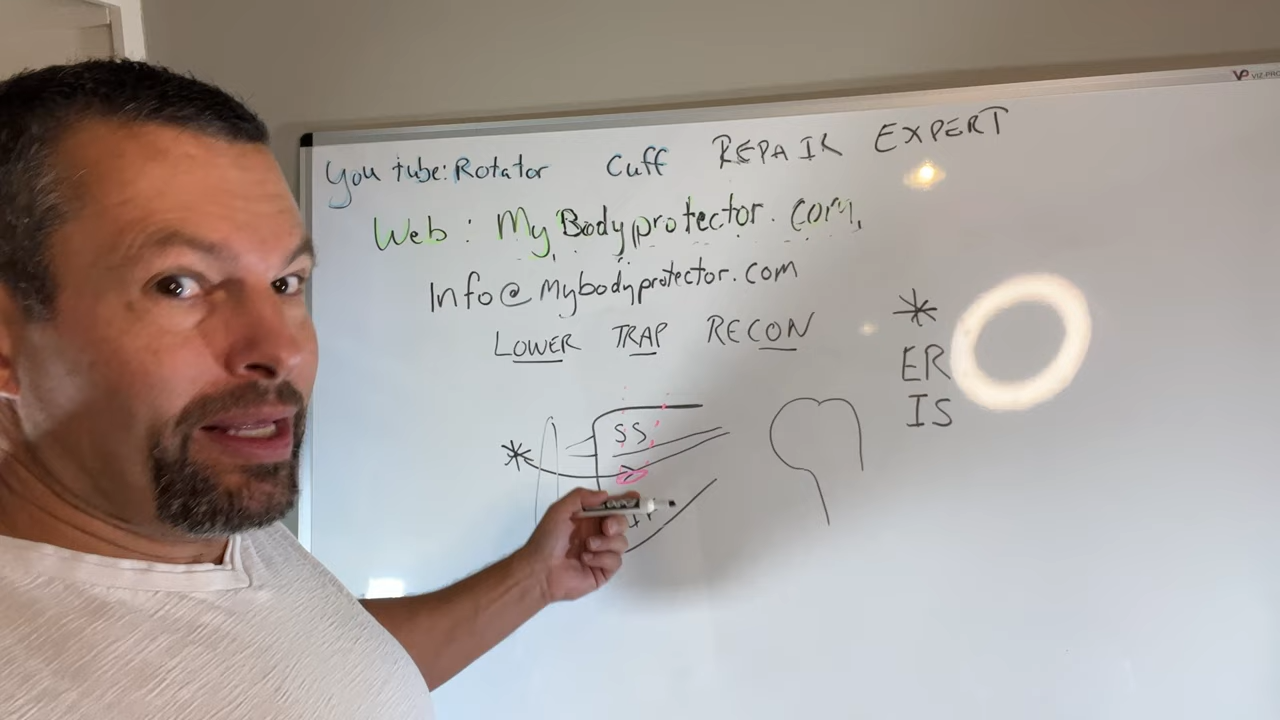 You tube: Rotator Cuff REPAIR EXPERT
Web: MyBodyprotector.com
Info@Mybodyprotector.com
LOWER TRAP RECON
*
ER
IS
SS
*